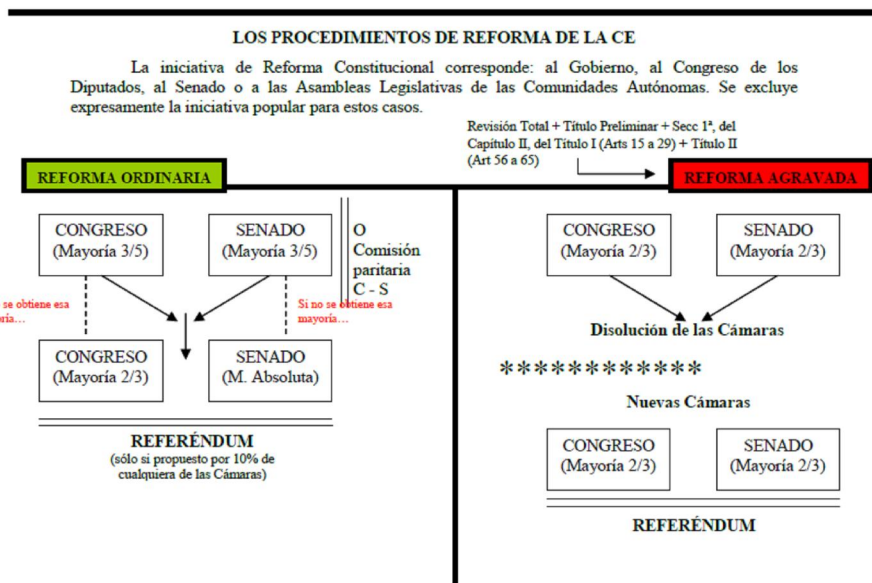 LOS PROCEDIMIENTOS DE REFORMA DE LA CE
La iniciativa de Reforma Constitucional corresponde: al Gobierno, al Congreso de los
Diputados, al Senado o a las Asambleas Legislativas de las Comunidades Autónomas. Se excluye
expresamente la iniciativa popular para estos casos.
Revisión Total + Título Preliminar + Secc 1ª, del
Capítulo II, del Título I (Arts 15 a 29) + Título II
(Art 56 a 65)
REFORMA ORDINARIA
REFORMA AGRAVADA
CONGRESO
(Mayoría 3/5)
SENADO
(Mayoría 3/5)
O
Comisión
paritaria
C - S
se obtiene esa
Si no se obtiene esa
mayoría…
CONGRESO
(Mayoría 2/3)
SENADO
(M. Absoluta)
REFERÉNDUM
(sólo si propuesto por 10% de
cualquiera de las Cámaras)
CONGRESO
(Mayoría 2/3)
SENADO
(Mayoría 2/3)
Disolución de las Cámaras
************
Nuevas Cámaras
CONGRESO
(Mayoría 2/3)
SENADO
(Mayoría 2/3)
REFERÉNDUM